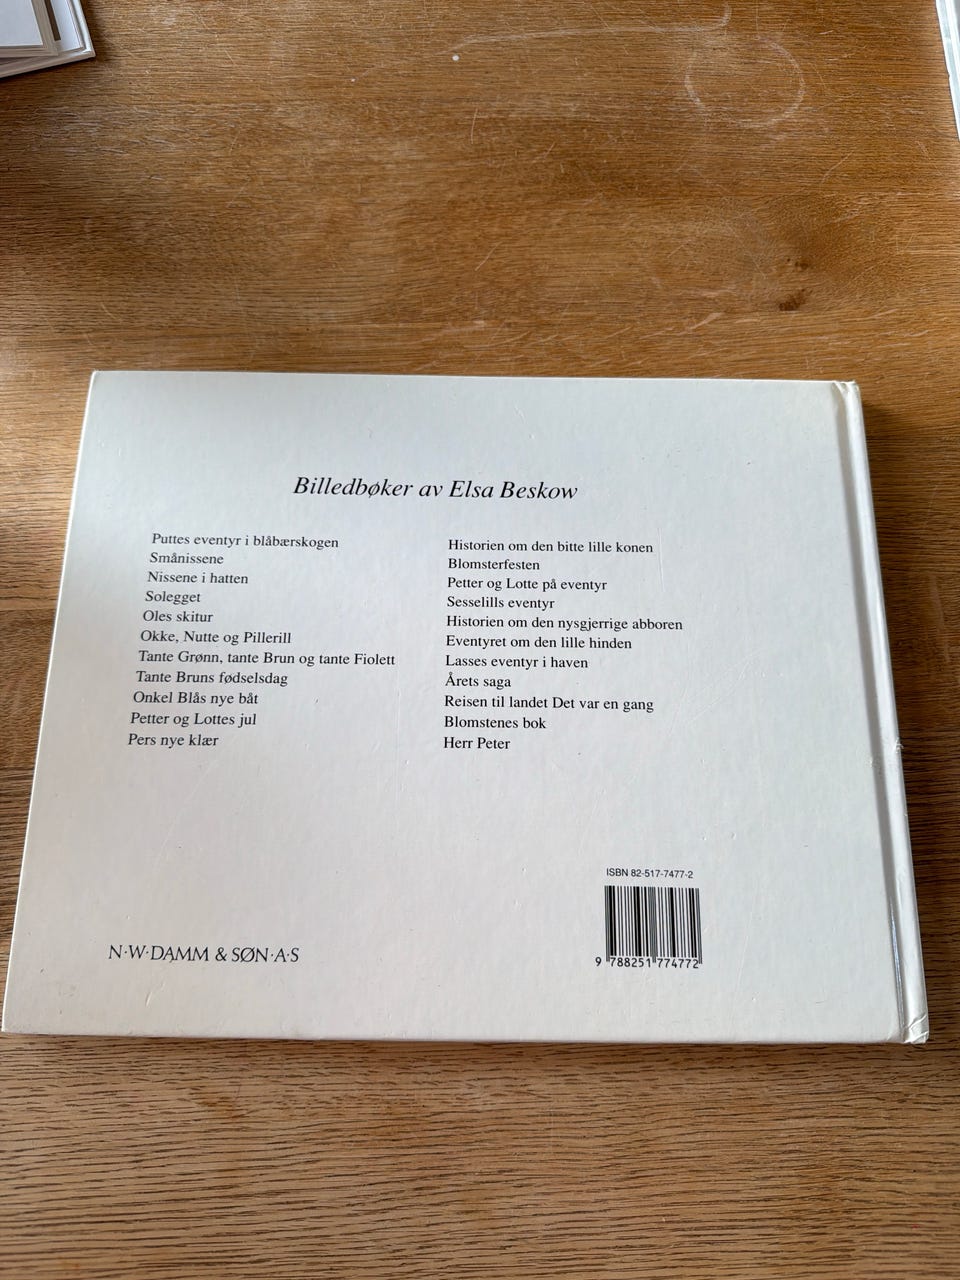 Billedbøker av Elsa Beskow
Puttes eventyr i blåbærskogen
Smånissene
Nissene i hatten
Solegget
Oles skitur
Okke, Nutte og Pillerill
Tante Grønn, tante Brun og tante Fiolett
Tante Bruns fødselsdag
Onkel Blås nye båt
Petter og Lottes jul
Pers nye klær
Historien om den bitte lille konen
Blomsterfesten
Petter og Lotte på eventyr
Sesselills eventyr
Historien om den nysgjerrige abboren
Eventyret om den lille hinden
Lasses eventyr i haven
Årets saga
Reisen til landet Det var en gang
Blomstenes bok
Herr Peter
ISBN 82-517-7477-2
9 788251 774772
N·W·DAMM & SØN·A·S